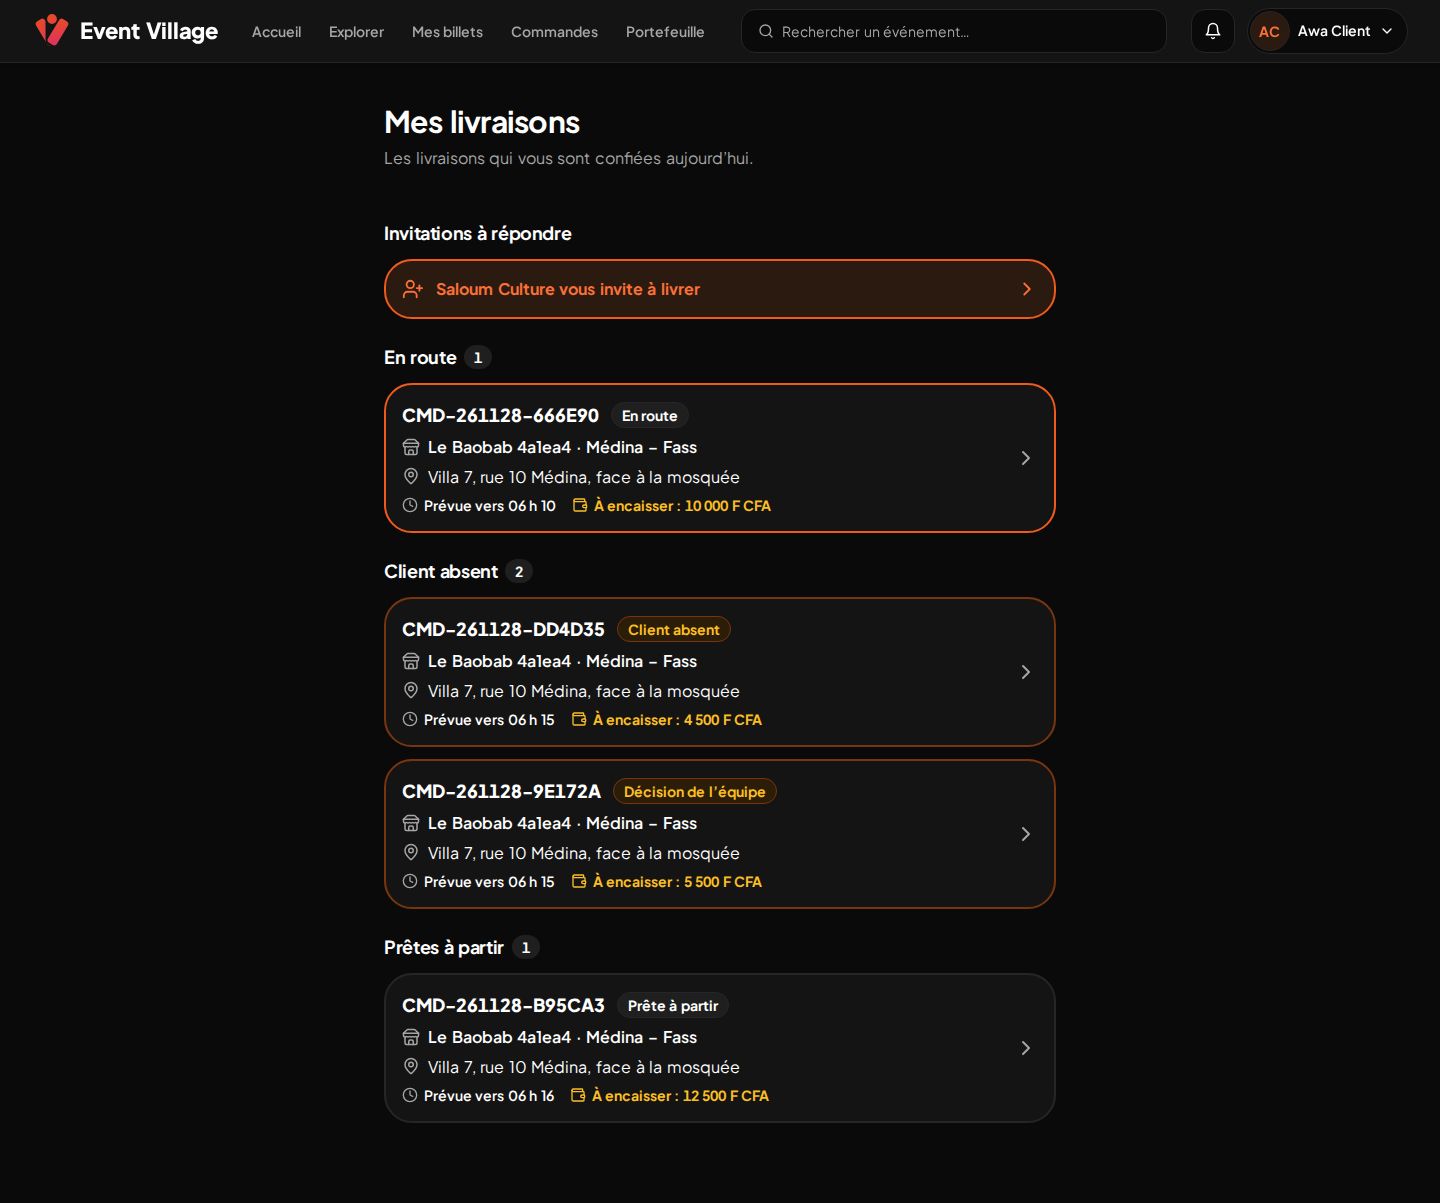 Event Village
Accueil
Explorer
Mes billets
Commandes
Portefeuille
Rechercher un événement…
AC
Awa Client
Mes livraisons
Les livraisons qui vous sont confiées aujourd’hui.
Invitations à répondre
Saloum Culture vous invite à livrer
En route 1
CMD-261128-666E90 En route
Le Baobab 4a1ea4 · Médina – Fass
Villa 7, rue 10 Médina, face à la mosquée
Prévue vers 06 h 10 À encaisser : 10 000 F CFA
Client absent 2
CMD-261128-DD4D35 Client absent
Le Baobab 4a1ea4 · Médina – Fass
Villa 7, rue 10 Médina, face à la mosquée
Prévue vers 06 h 15 À encaisser : 4 500 F CFA
CMD-261128-9E172A Décision de l’équipe
Le Baobab 4a1ea4 · Médina – Fass
Villa 7, rue 10 Médina, face à la mosquée
Prévue vers 06 h 15 À encaisser : 5 500 F CFA
Prêtes à partir 1
CMD-261128-B95CA3 Prête à partir
Le Baobab 4a1ea4 · Médina – Fass
Villa 7, rue 10 Médina, face à la mosquée
Prévue vers 06 h 16 À encaisser : 12 500 F CFA